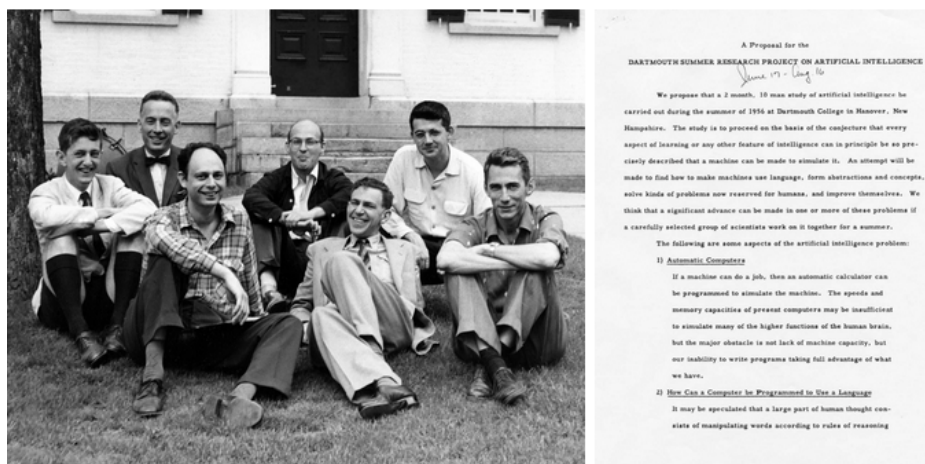 A Proposal for the
DARTMOUTH SUMMER RESEARCH PROJECT ON ARTIFICIAL INTELLIGENCE
June 17 - Aug 16
We propose that a 2 month, 10 man study of artificial intelligence be
carried out during the summer of 1956 at Dartmouth College in Hanover, New
Hampshire. The study is to proceed on the basis of the conjecture that every
aspect of learning or any other feature of intelligence can in principle be so pre-
cisely described that a machine can be made to simulate it. An attempt will be
made to find how to make machines use language, form abstractions and concepts,
solve kinds of problems now reserved for humans, and improve themselves. We
think that a significant advance can be made in one or more of these problems if
a carefully selected group of scientists work on it together for a summer.
The following are some aspects of the artificial intelligence problem:
1) Automatic Computers
If a machine can do a job, then an automatic calculator can
be programmed to simulate the machine. The speeds and
memory capacities of present computers may be insufficient
to simulate many of the higher functions of the human brain,
but the major obstacle is not lack of machine capacity, but
our inability to write programs taking full advantage of what
we have.
2) How Can a Computer be Programmed to Use a Language
It may be speculated that a large part of human thought con-
sists of manipulating words according to rules of reasoning